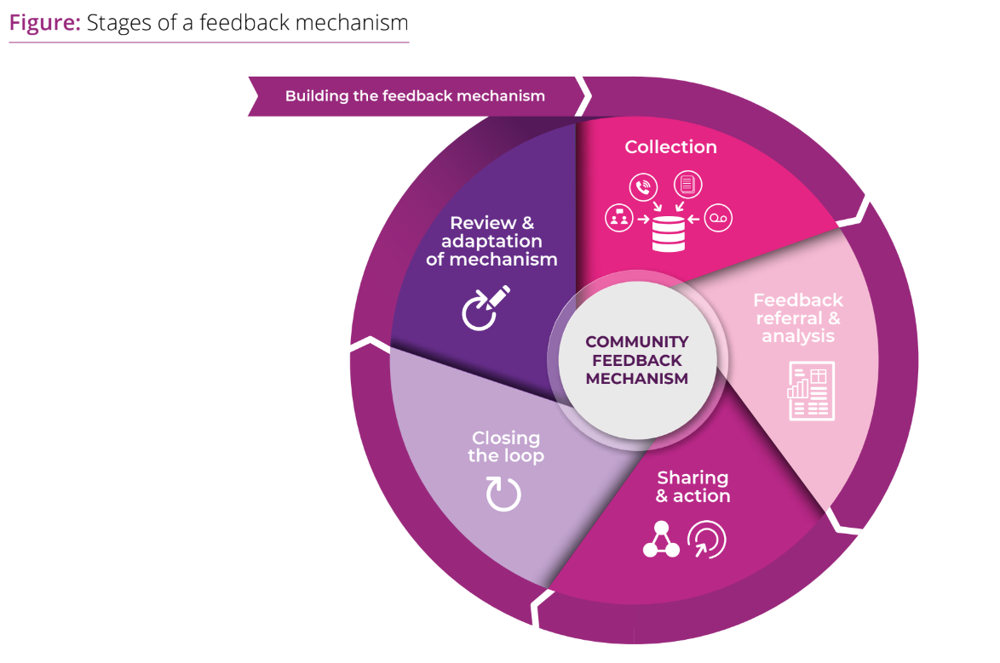 Figure: Stages of a feedback mechanism
Building the feedback mechanism
Collection
Feedback
referral &
analysis
Sharing
& action
Closing
the loop
Review &
adaptation
of mechanism
COMMUNITY
FEEDBACK
MECHANISM